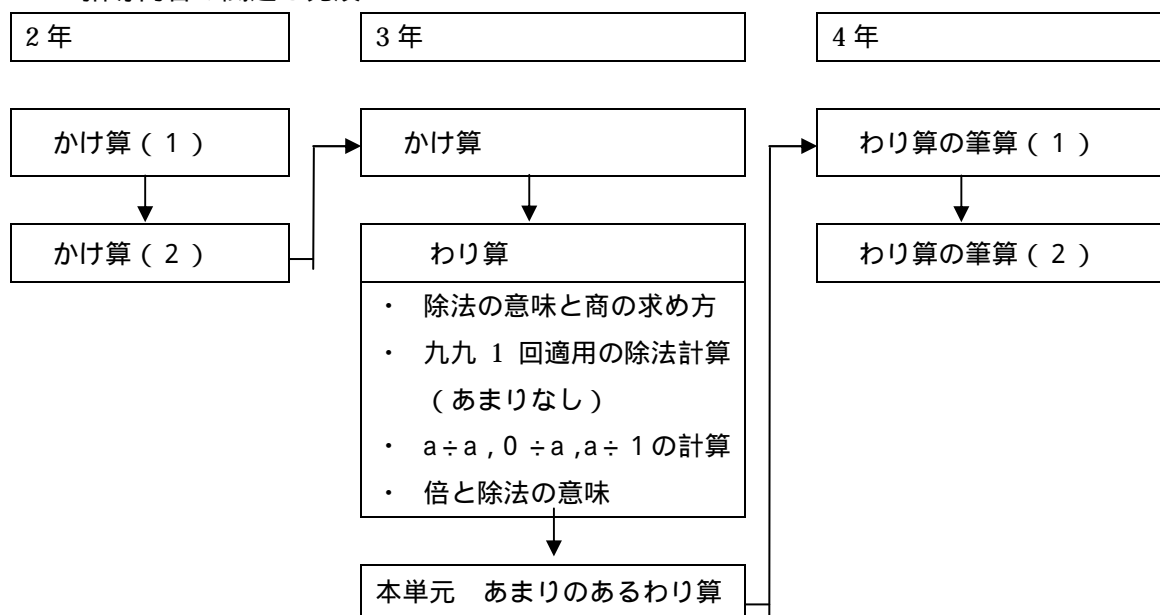 2年
3年
4年
かけ算(1)
かけ算
わり算の筆算(1)
かけ算(2)
わり算
わり算の筆算(2)
・ 除法の意味と商の求め方
・ 九九 1 回適用の除法計算
(あまりなし)
・ a÷a,0÷a,a÷1の計算
・ 倍と除法の意味
本単元 あまりのあるわり算